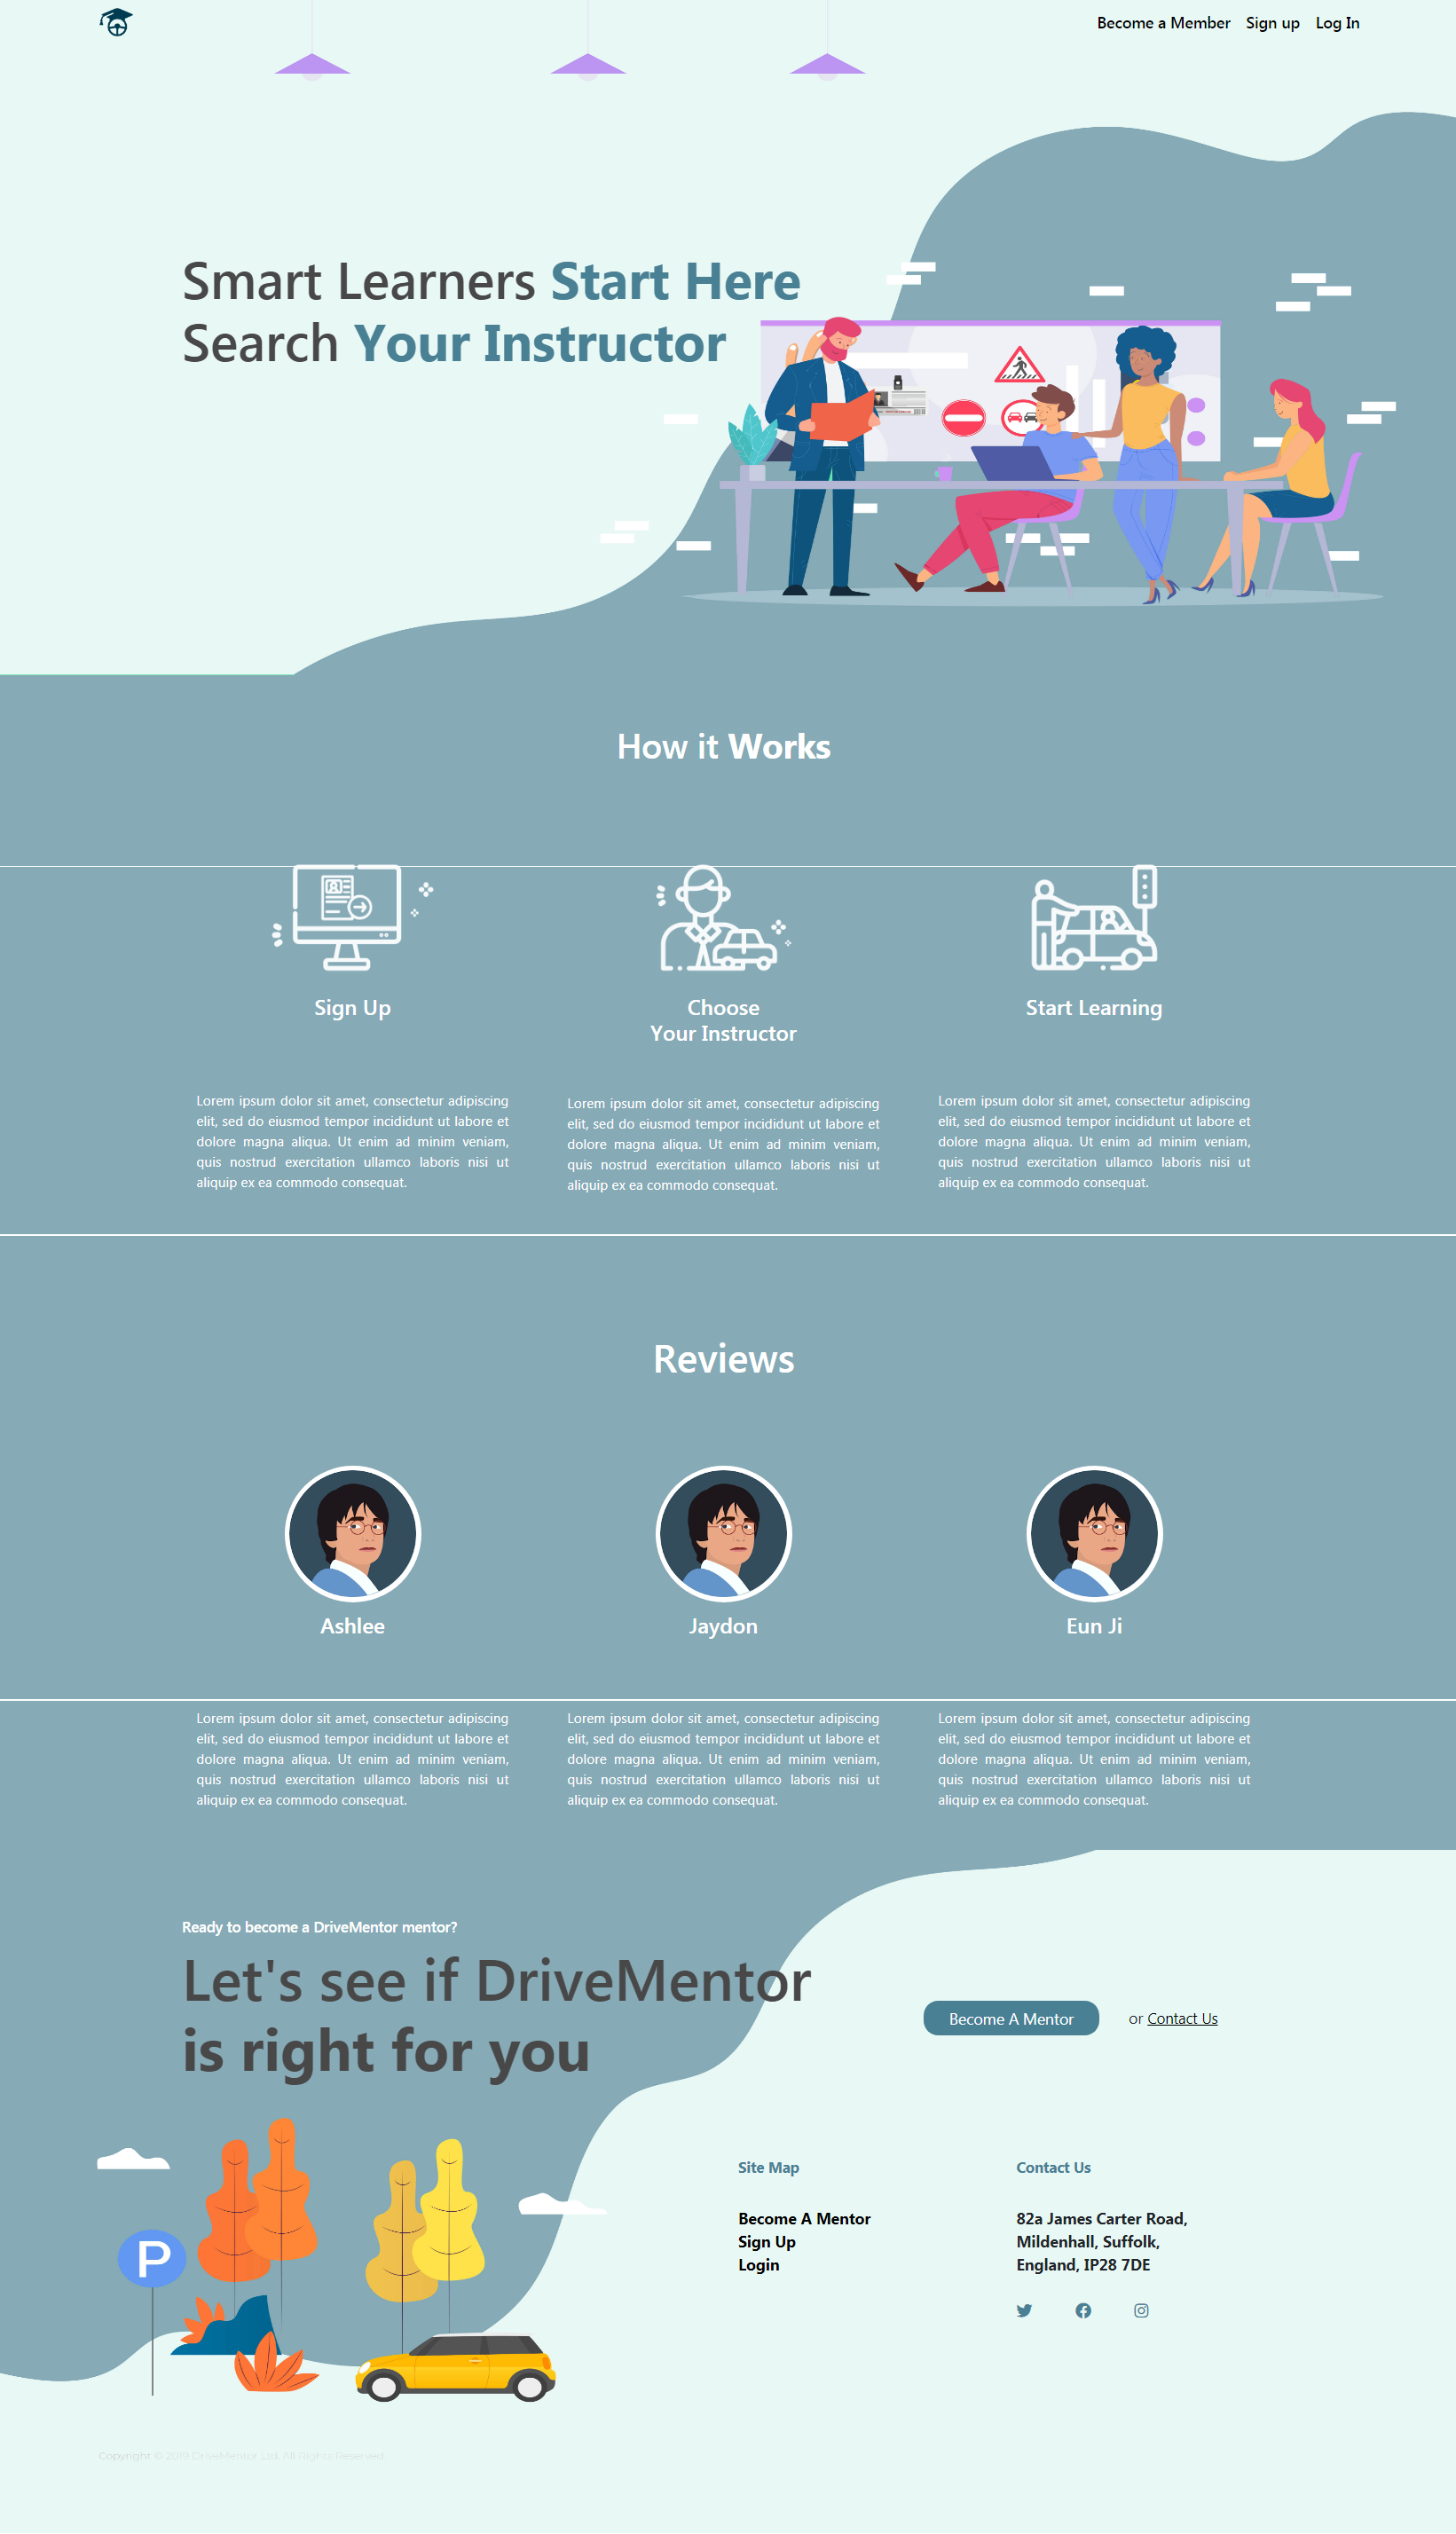 Become a Member Sign up Log In
Smart Learners Start Here
Search Your Instructor
How it Works
Sign Up
Choose
Your Instructor
Start Learning
Lorem ipsum dolor sit amet, consectetur adipiscing
elit, sed do eiusmod tempor incididunt ut labore et
dolore magna aliqua. Ut enim ad minim veniam,
quis nostrud exercitation ullamco laboris nisi ut
aliquip ex ea commodo consequat.
Lorem ipsum dolor sit amet, consectetur adipiscing
elit, sed do eiusmod tempor incididunt ut labore et
dolore magna aliqua. Ut enim ad minim veniam,
quis nostrud exercitation ullamco laboris nisi ut
aliquip ex ea commodo consequat.
Lorem ipsum dolor sit amet, consectetur adipiscing
elit, sed do eiusmod tempor incididunt ut labore et
dolore magna aliqua. Ut enim ad minim veniam,
quis nostrud exercitation ullamco laboris nisi ut
aliquip ex ea commodo consequat.
Reviews
Ashlee
Jaydon
Eun Ji
Lorem ipsum dolor sit amet, consectetur adipiscing
elit, sed do eiusmod tempor incididunt ut labore et
dolore magna aliqua. Ut enim ad minim veniam,
quis nostrud exercitation ullamco laboris nisi ut
aliquip ex ea commodo consequat.
Lorem ipsum dolor sit amet, consectetur adipiscing
elit, sed do eiusmod tempor incididunt ut labore et
dolore magna aliqua. Ut enim ad minim veniam,
quis nostrud exercitation ullamco laboris nisi ut
aliquip ex ea commodo consequat.
Lorem ipsum dolor sit amet, consectetur adipiscing
elit, sed do eiusmod tempor incididunt ut labore et
dolore magna aliqua. Ut enim ad minim veniam,
quis nostrud exercitation ullamco laboris nisi ut
aliquip ex ea commodo consequat.
Ready to become a DriveMentor mentor?
Let's see if DriveMentor
is right for you
Become A Mentor
or Contact Us
Site Map
Become A Mentor
Sign Up
Login
Contact Us
82a James Carter Road,
Mildenhall, Suffolk,
England, IP28 7DE
P
Copyright © 2019 DriveMentor Ltd. All Rights Reserved